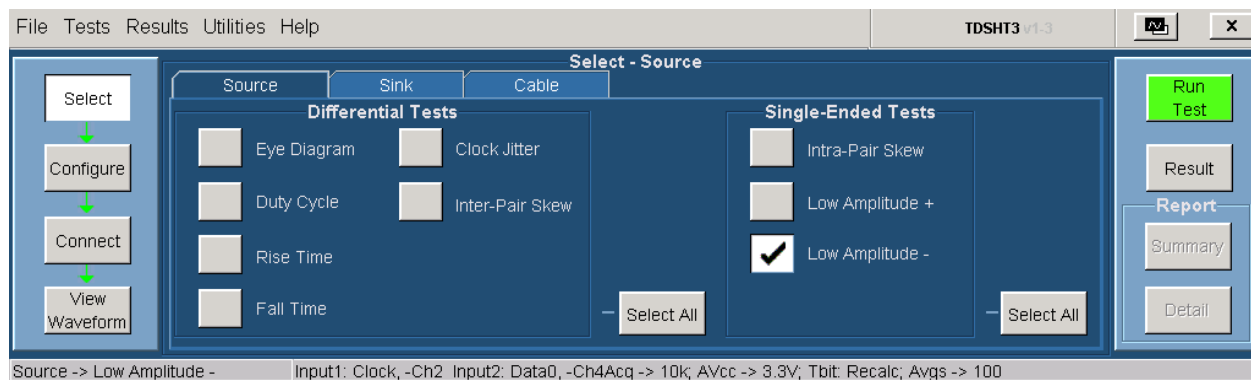 File Tests Results Utilities Help TDSHT3 v1-3 x
Select - Source
Source Sink Cable
Select
Configure
Connect
View
Waveform
Differential Tests
Eye Diagram Clock Jitter
Duty Cycle Inter-Pair Skew
Rise Time
Fall Time
Select All
Single-Ended Tests
Intra-Pair Skew
Low Amplitude +
Low Amplitude -
Select All
Run
Test
Result
Report
Summary
Detail
Source -> Low Amplitude - Input1: Clock, -Ch2 Input2: Data0, -Ch4Acq -> 10k; AVcc -> 3.3V; Tbit: Recalc; Avgs -> 100